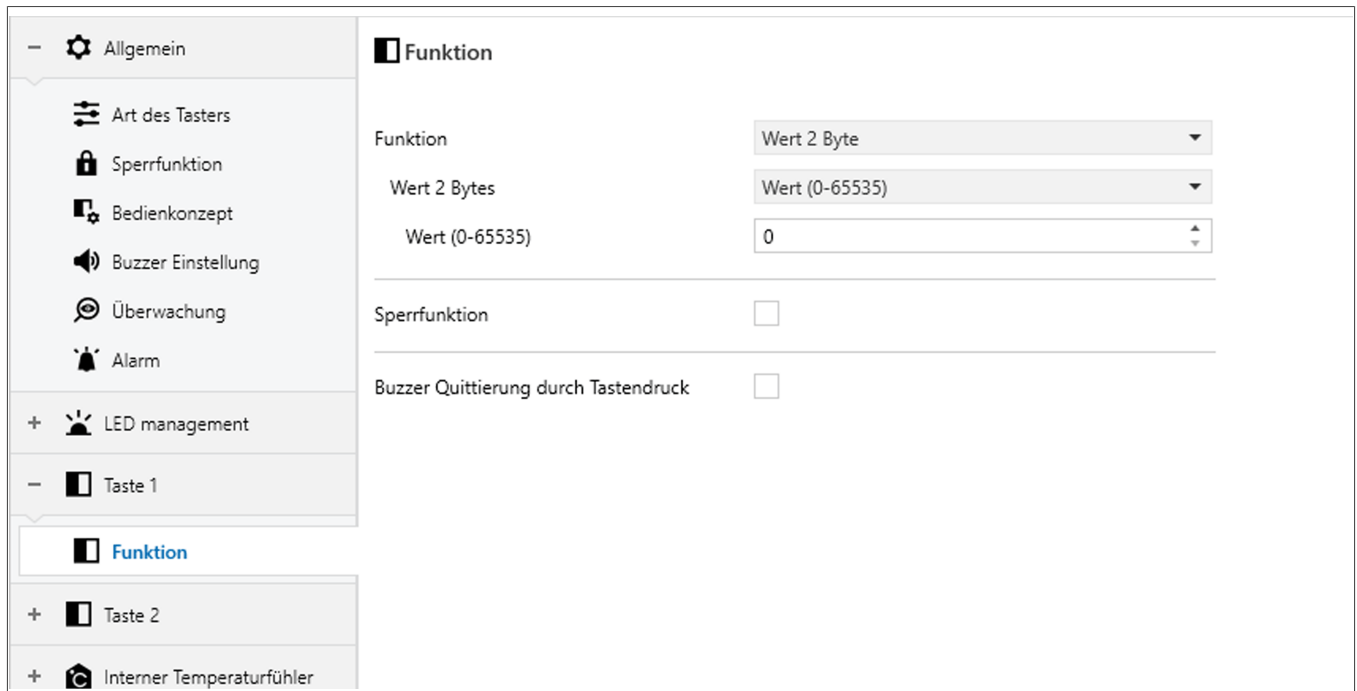 Allgemein
Art des Tasters
Sperrfunktion
Bedienkonzept
Buzzer Einstellung
Überwachung
Alarm
LED management
Taste 1
Funktion
Taste 2
Interner Temperaturfühler
Funktion
Funktion Wert 2 Byte
Wert 2 Bytes Wert (0-65535)
Wert (0-65535) 0
Sperrfunktion
Buzzer Quittierung durch Tastendruck